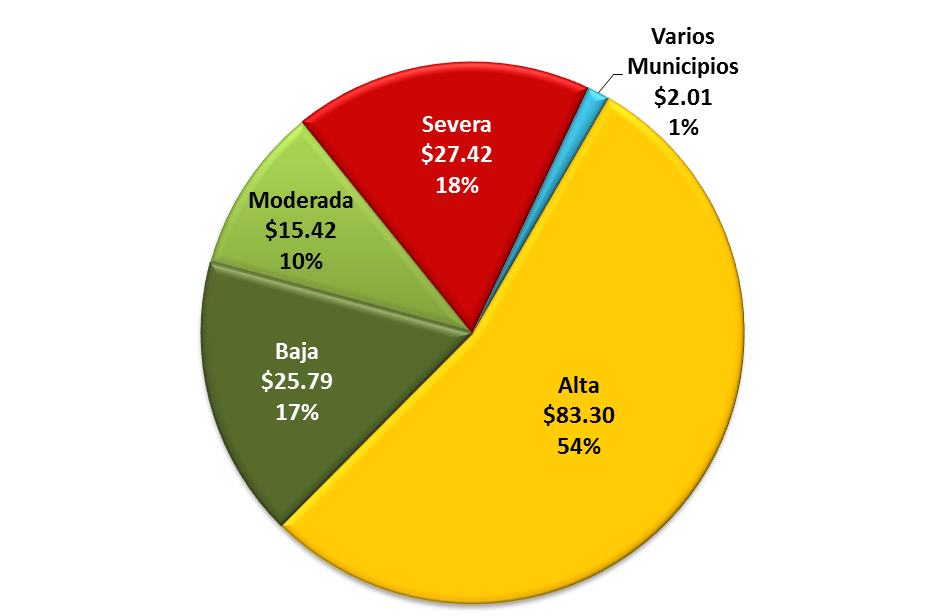 Varios
Municipios
$2.01
1%
Severa
$27.42
18%
Moderada
$15.42
10%
Baja
$25.79
17%
Alta
$83.30
54%